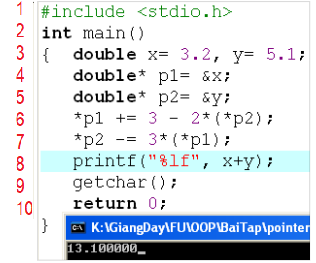 1 #include <stdio.h>
2 int main()
3 { double x= 3.2, y= 5.1;
4 double* p1= &x;
5 double* p2= &y;
6 *p1 += 3 - 2*(*p2);
7 *p2 -= 3*(*p1);
8 printf("%lf", x+y);
9 getchar();
10 return 0;
}
K:\GiangDay\FU\OOP\BaiTap\pointer
13.100000_